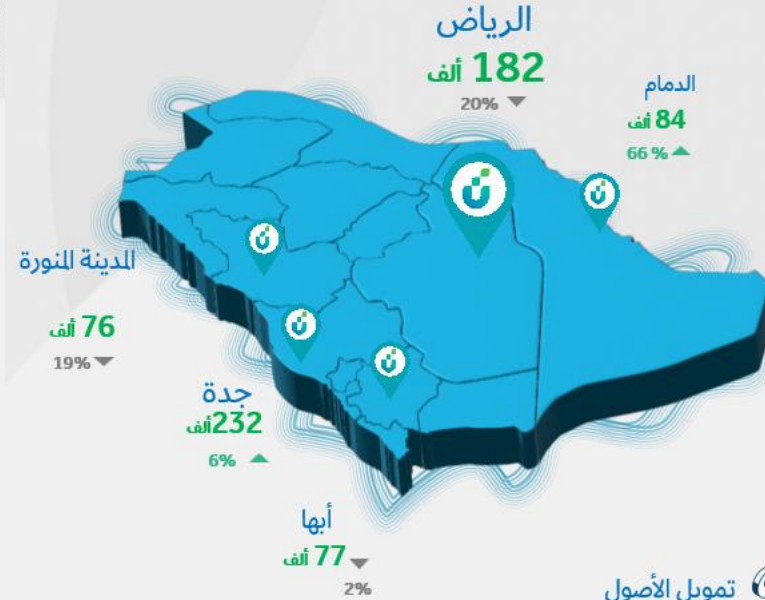 الرياض
182 ألف
20% ▼
الدمام
84 ألف
66 % ▲
المدينة المنورة
76 ألف
19% ▼
جدة
232ألف
6% ▲
أبها
77 ألف ▼
2%
تمويل الأصول